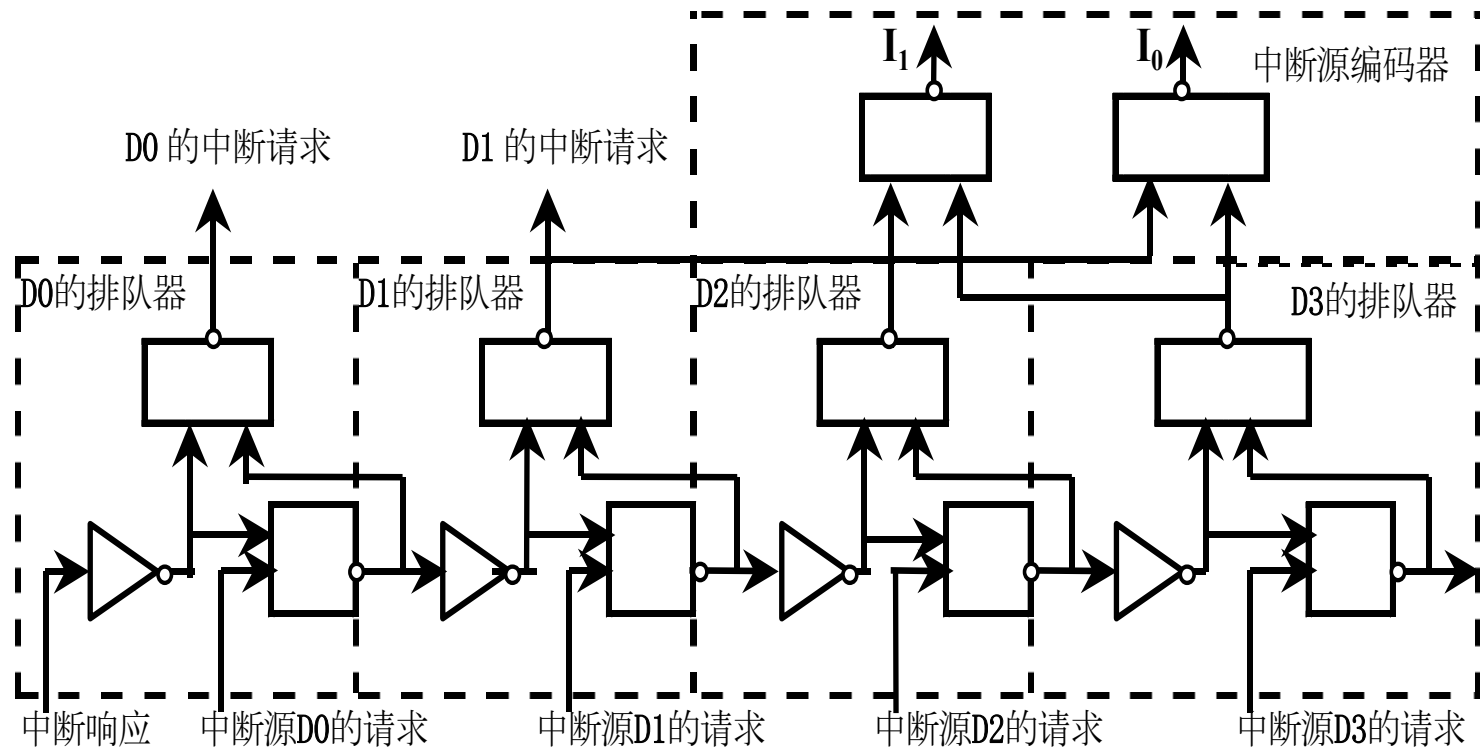 I₁
I₀
中断源编码器
D0 的中断请求
D1 的中断请求
D0的排队器
D1的排队器
D2的排队器
D3的排队器
中断响应
中断源D0的请求
中断源D1的请求
中断源D2的请求
中断源D3的请求